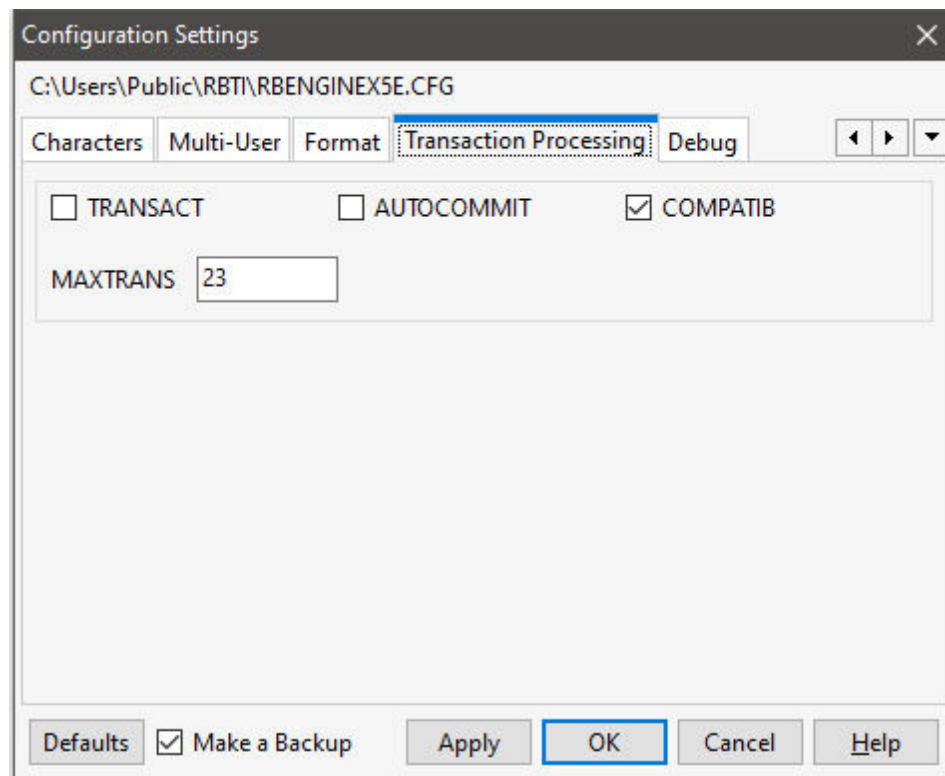 Configuration Settings
C:\Users\Public\RBTI\RBENGINEX5E.CFG
Characters Multi-User Format Transaction Processing Debug
TRANSACT AUTOCOMMIT COMPATIB
MAXTRANS 23
Defaults Make a Backup Apply OK Cancel Help